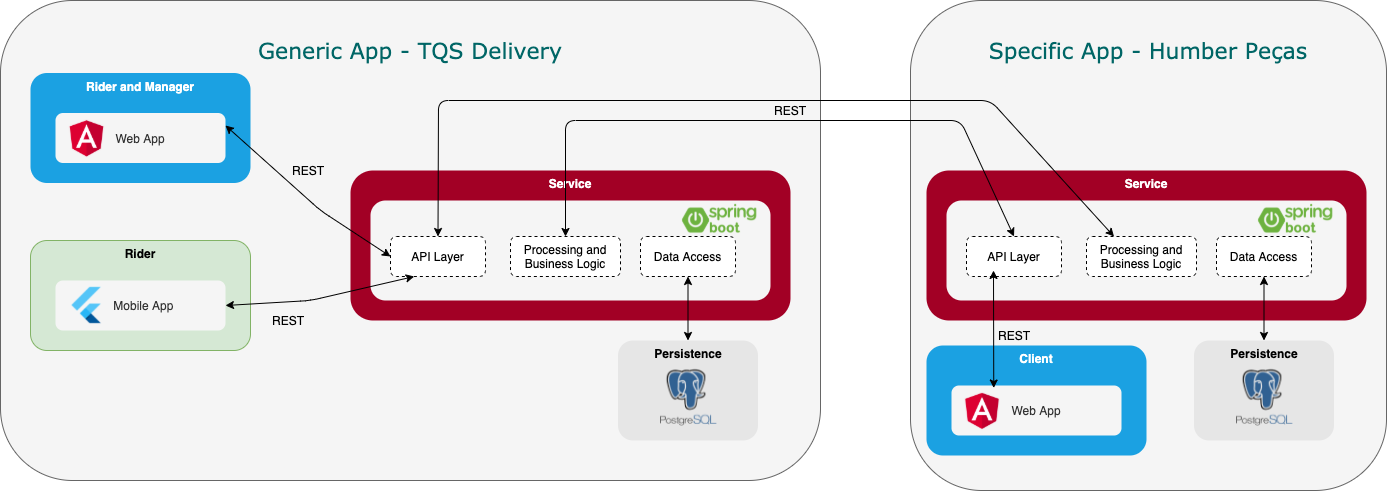 Generic App - TQS Delivery
Specific App - Humber Peças
Rider and Manager
Web App
REST
REST
Service
spring
boot
API Layer
Processing and
Business Logic
Data Access
Rider
Mobile App
REST
Persistence
PostgreSQL
Service
spring
boot
API Layer
Processing and
Business Logic
Data Access
REST
Client
Web App
Persistence
PostgreSQL